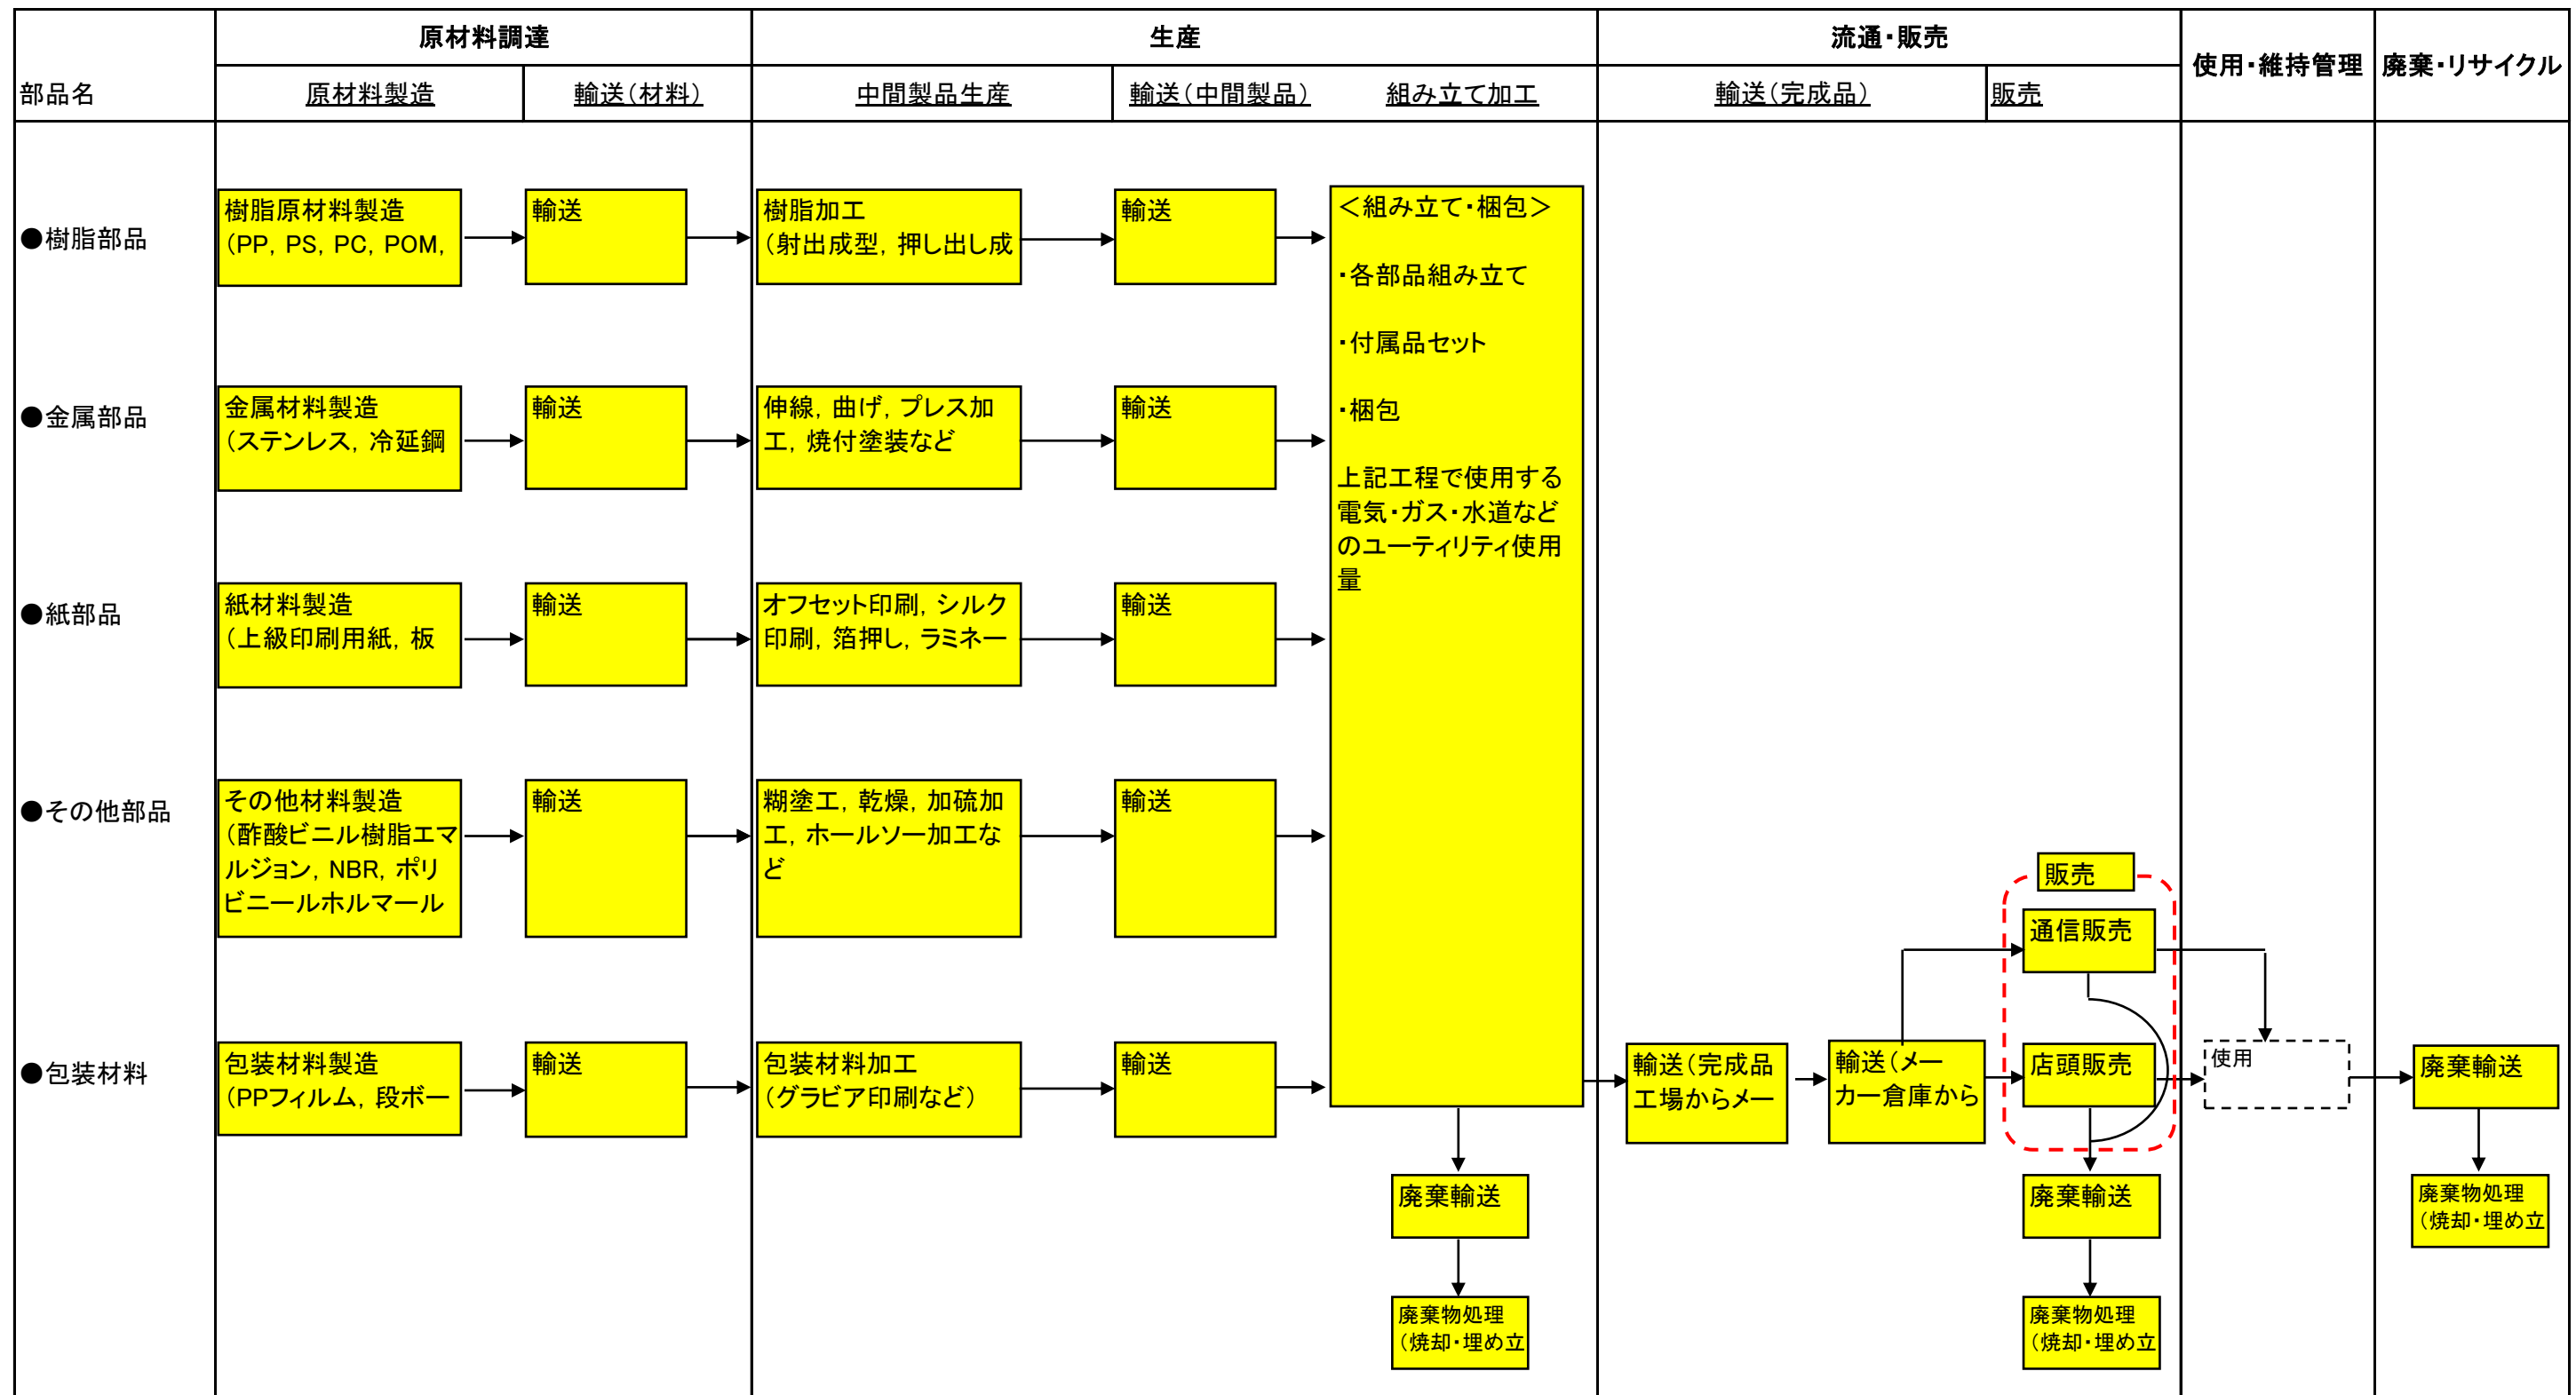 原材料調達
生産
流通・販売
使用・維持管理
廃棄・リサイクル
部品名
原材料製造
輸送（材料）
中間製品生産
輸送（中間製品）
組み立て加工
輸送（完成品）
販売
●樹脂部品
樹脂原材料製造
（PP, PS, PC, POM,
輸送
樹脂加工
（射出成型, 押し出し成
輸送
＜組み立て・梱包＞
・各部品組み立て
・付属品セット
・梱包
上記工程で使用する
電気・ガス・水道など
のユーティリティ使用
量
●金属部品
金属材料製造
（ステンレス, 冷延鋼
輸送
伸線, 曲げ, プレス加
工, 焼付塗装など
輸送
●紙部品
紙材料製造
（上級印刷用紙, 板
輸送
オフセット印刷, シルク
印刷, 箔押し, ラミネー
輸送
●その他部品
その他材料製造
（酢酸ビニル樹脂エマ
ルジョン, NBR, ポリ
ビニールホルマール
輸送
糊塗工, 乾燥, 加硫加
工, ホールソー加工な
ど
輸送
販売
通信販売
●包装材料
包装材料製造
（PPフィルム, 段ボー
輸送
包装材料加工
（グラビア印刷など）
輸送
輸送（完成品
工場からメー
輸送（メー
カー倉庫から
店頭販売
使用
廃棄輸送
廃棄輸送
廃棄輸送
廃棄物処理
（焼却・埋め立
廃棄物処理
（焼却・埋め立
廃棄物処理
（焼却・埋め立